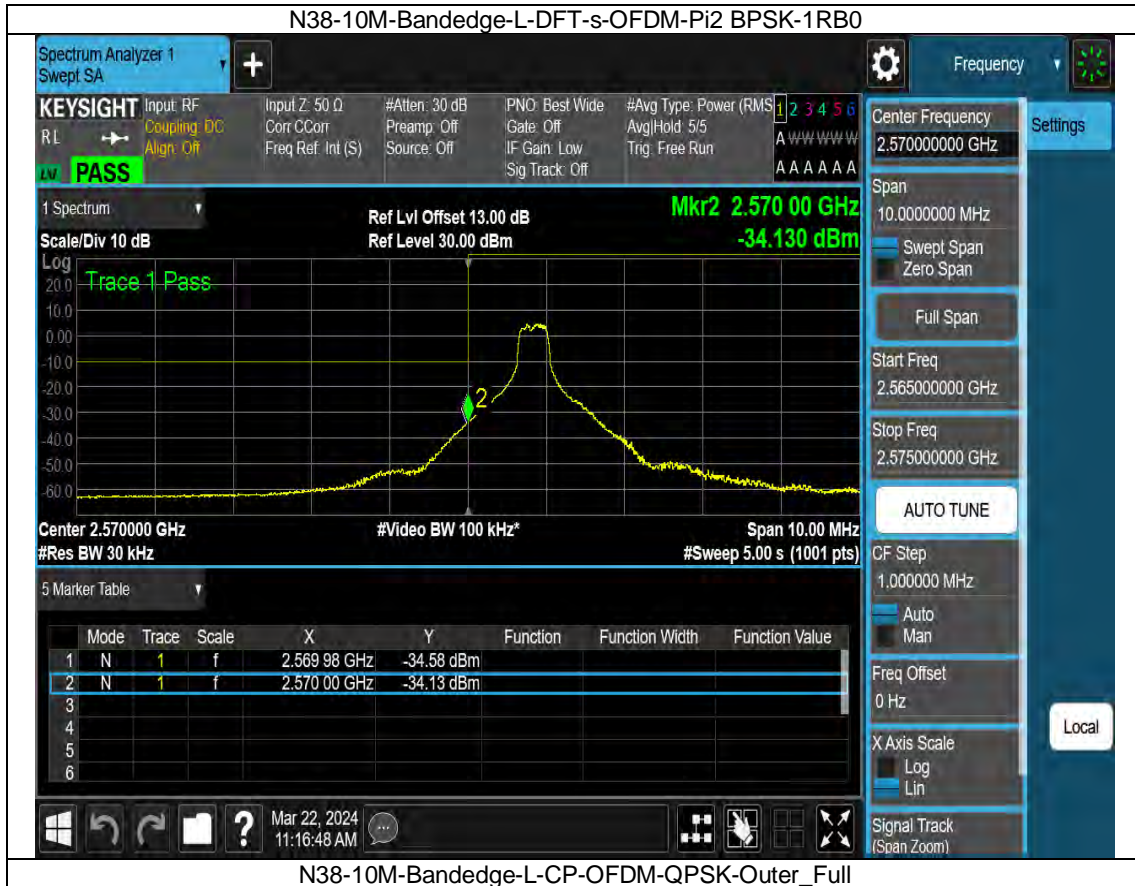 N38-10M-Bandedge-L-DFT-s-OFDM-Pi2 BPSK-1RB0
Spectrum Analyzer 1
Swept SA
Frequency
KEYSIGHT Input: RF Input Z: 50 Ω #Atten: 30 dB PNO: Best Wide #Avg Type: Power (RMS 1 2 3 4 5 6
RL Coupling: DC Corr CCorr Preamp: Off Gate: Off Avg|Hold: 5/5 A W W W W W
Align: Off Freq Ref: Int (S) Source: Off IF Gain: Low Trig: Free Run
LW PASS Sig Track: Off A A A A A A
1 Spectrum
Ref Lvl Offset 13.00 dB
Mkr2 2.570 00 GHz
Scale/Div 10 dB
Ref Level 30.00 dBm
-34.130 dBm
Log
Trace 1 Pass
20.0
10.0
0.00
-10.0
-20.0
2
-30.0
-40.0
-50.0
-60.0
Center 2.570000 GHz #Video BW 100 kHz* Span 10.00 MHz
#Res BW 30 kHz #Sweep 5.00 s (1001 pts)
5 Marker Table
Mode Trace Scale X Y Function Function Width Function Value
1 N 1 f 2.569 98 GHz -34.58 dBm
2 N 1 f 2.570 00 GHz -34.13 dBm
3
4
5
6
Mar 22, 2024
11:16:48 AM
Center Frequency
2.570000000 GHz
Settings
Span
10.0000000 MHz
Swept Span
Zero Span
Full Span
Start Freq
2.565000000 GHz
Stop Freq
2.575000000 GHz
AUTO TUNE
CF Step
1.000000 MHz
Auto
Man
Freq Offset
0 Hz
Local
X Axis Scale
Log
Lin
Signal Track
(Span Zoom)
N38-10M-Bandedge-L-CP-OFDM-QPSK-Outer_Full